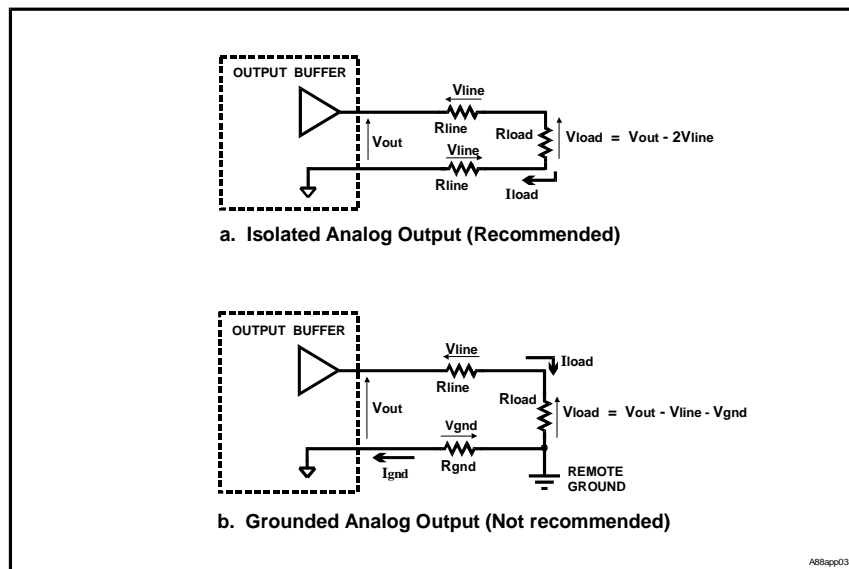 OUTPUT BUFFER
Vline
Rline
Vout
Rload
Vload = Vout - 2Vline
Vline
Rline
Iload
a. Isolated Analog Output (Recommended)
OUTPUT BUFFER
Vline
Iload
Rline
Rload
Vout
Vload = Vout - Vline - Vgnd
Vgnd
Ignd
Rgnd
REMOTE
GROUND
b. Grounded Analog Output (Not recommended)
A88app03